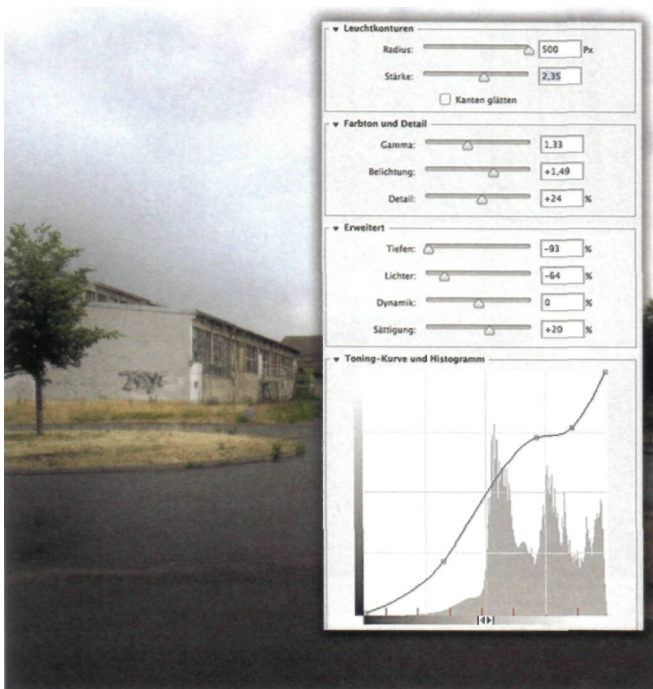 ▼ Leuchtkonturen
Radius: 500 Px
Stärke: 2,35
Kanten glätten
▼ Farbton und Detail
Gamma: 1,33
Belichtung: +1,49
Detail: +24 %
▼ Erweitert
Tiefen: -93 %
Lichter: -64 %
Dynamik: 0 %
Sättigung: +20 %
▼ Toning-Kurve und Histogramm